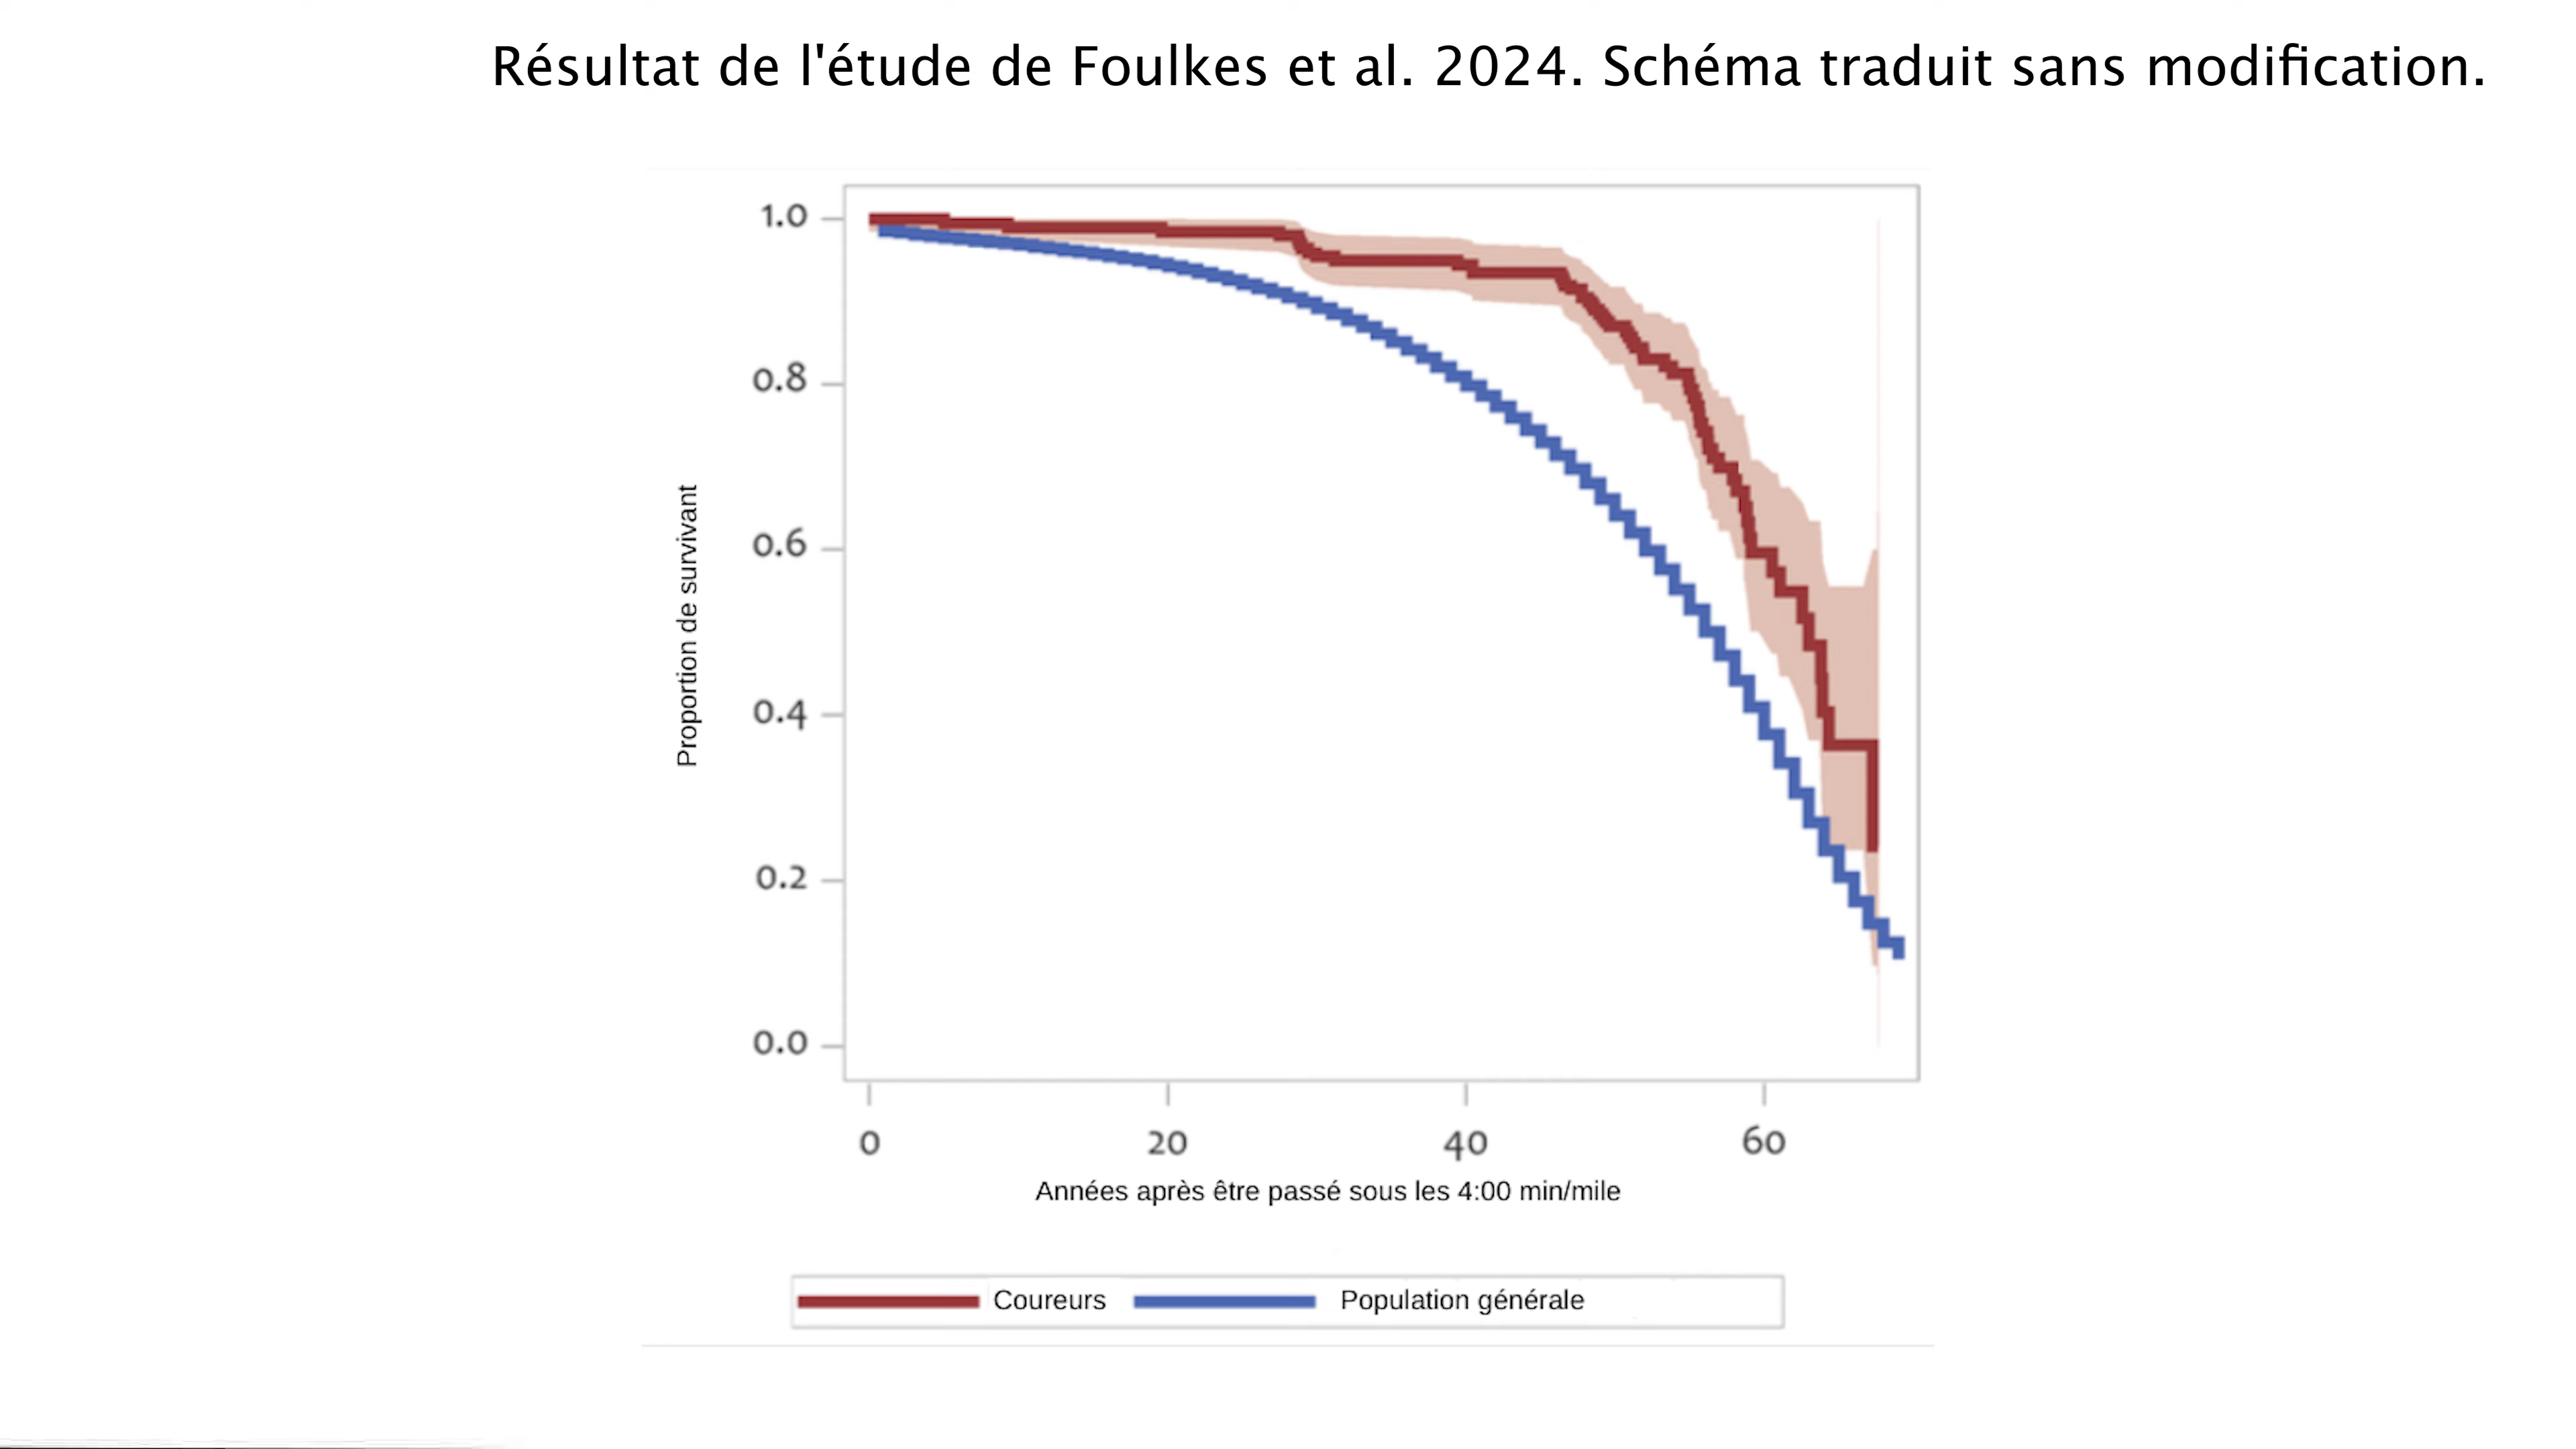 Résultat de l'étude de Foulkes et al. 2024. Schéma traduit sans modification.
1.0
0.8
0.6
0.4
0.2
0.0
Proportion de survivant
0 20 40 60
Années après être passé sous les 4:00 min/mile
Coureurs Population générale